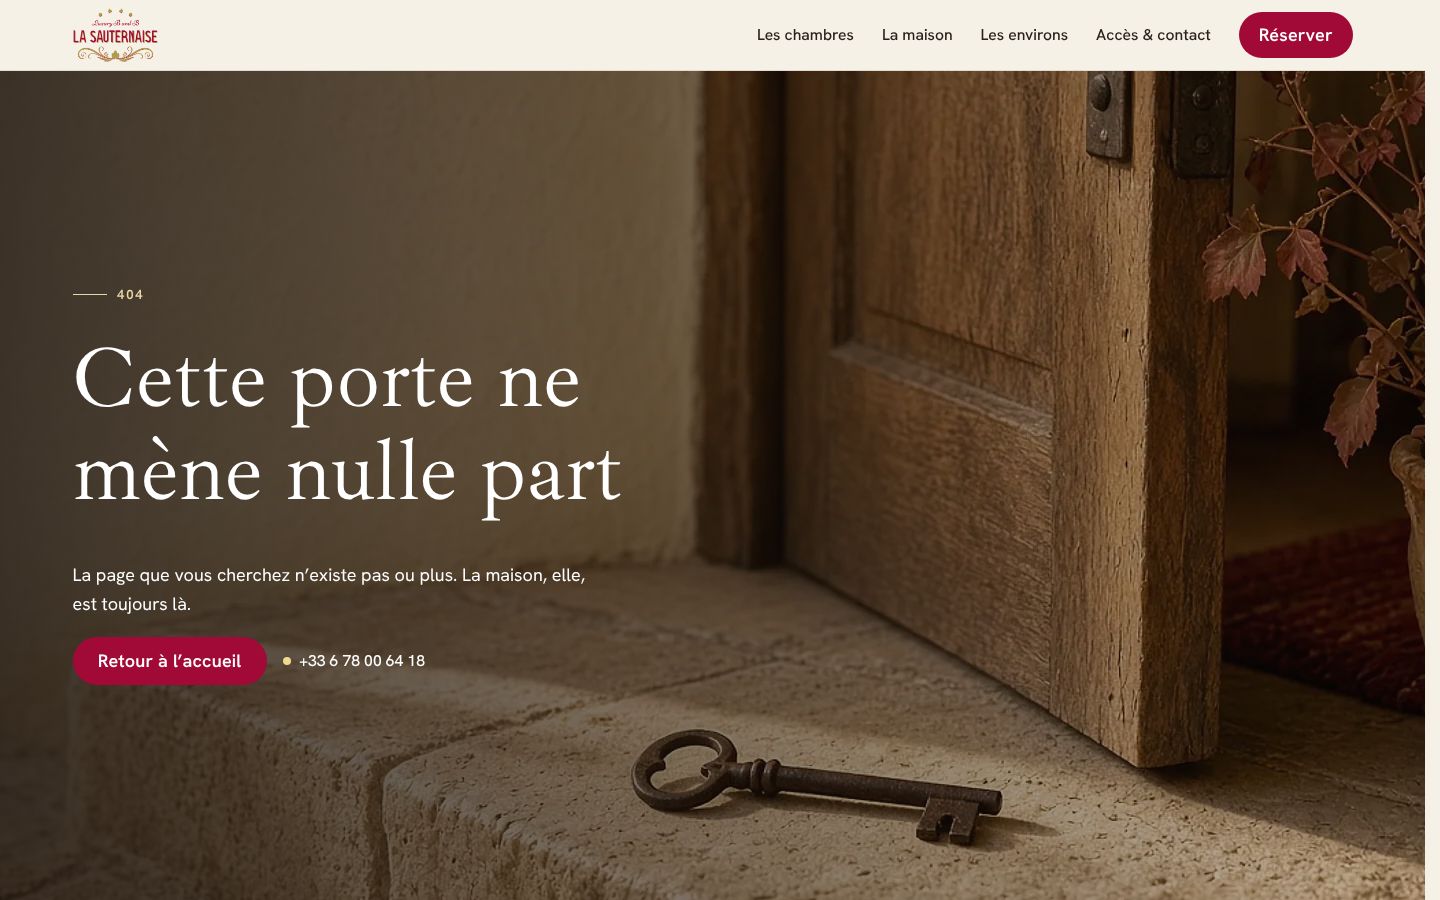 Luxury B and B
LA SAUTERNAISE
Les chambres
La maison
Les environs
Accès & contact
Réserver
404
Cette porte ne
mène nulle part
La page que vous cherchez n’existe pas ou plus. La maison, elle,
est toujours là.
Retour à l’accueil
+33 6 78 00 64 18